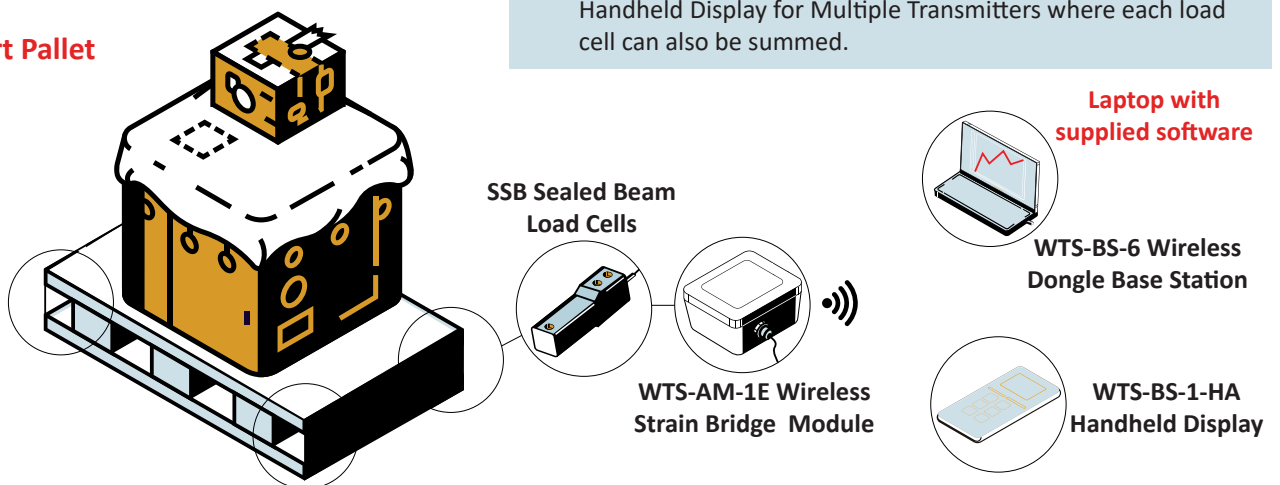 Handheld Display for Multiple Transmitters where each load
cell can also be summed.
Pallet
Laptop with
supplied software
SSB Sealed Beam
Load Cells
WTS-BS-6 Wireless
Dongle Base Station
WTS-AM-1E Wireless
Strain Bridge Module
WTS-BS-1-HA
Handheld Display